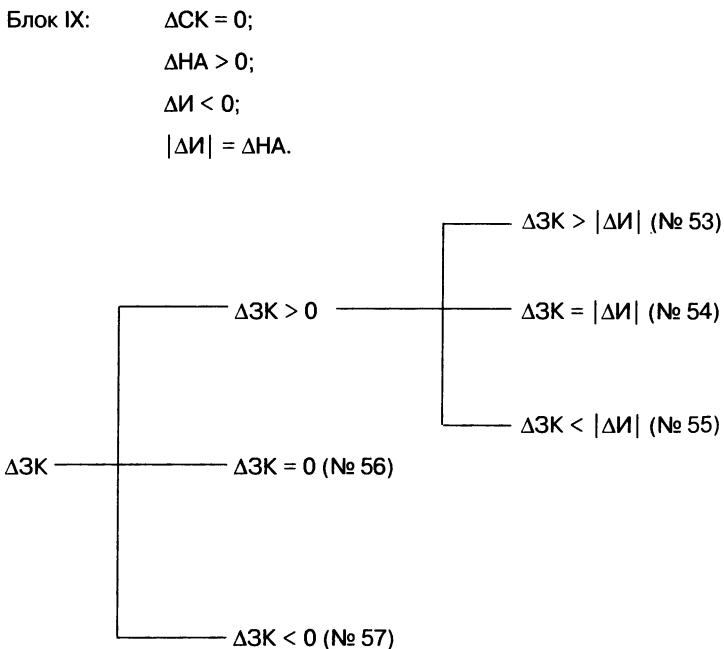 Блок IX: ΔСК = 0;
ΔНА > 0;
ΔИ < 0;
|ΔИ| = ΔНА.
ΔЗК > |ΔИ| (№ 53)
ΔЗК > 0
ΔЗК = |ΔИ| (№ 54)
ΔЗК < |ΔИ| (№ 55)
ΔЗК
ΔЗК = 0 (№ 56)
ΔЗК < 0 (№ 57)